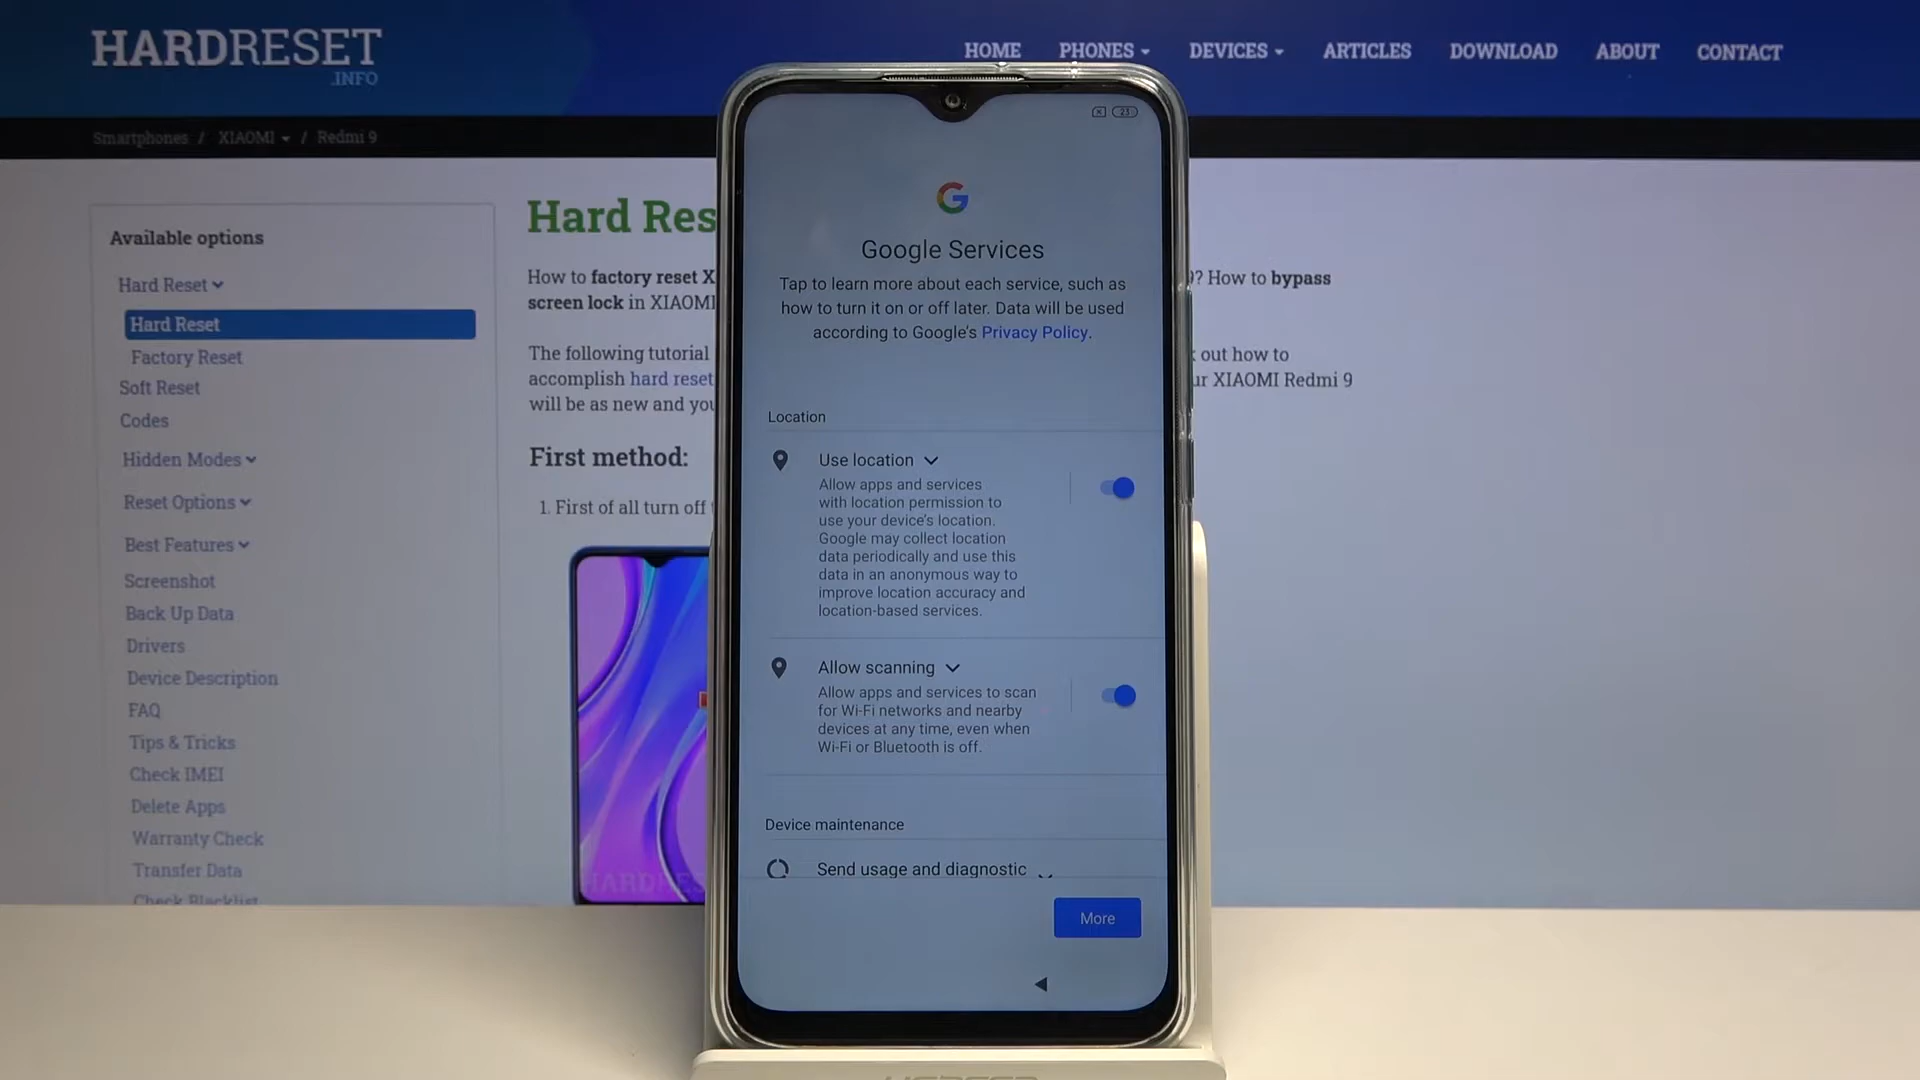 HARDRESET
.INFO
HOME PHONES DEVICES ARTICLES DOWNLOAD ABOUT CONTACT
Smartphones / XIAOMI / Redmi 9
Available options
Hard Reset
Hard Reset
Factory Reset
Soft Reset
Codes
Hidden Modes
Reset Options
Best Features
Screenshot
Back Up Data
Drivers
Device Description
FAQ
Tips & Tricks
Check IMEI
Delete Apps
Warranty Check
Transfer Data
Check Blacklist
Hard Res
How to factory reset X
screen lock in XIAOMI
? How to bypass
The following tutorial
accomplish hard reset
will be as new and you
out how to
ur XIAOMI Redmi 9
First method:
1. First of all turn off
HARDRES
23
Google Services
Tap to learn more about each service, such as
how to turn it on or off later. Data will be used
according to Google's Privacy Policy.
Location
Use location
Allow apps and services
with location permission to
use your device's location.
Google may collect location
data periodically and use this
data in an anonymous way to
improve location accuracy and
location-based services.
Allow scanning
Allow apps and services to scan
for Wi-Fi networks and nearby
devices at any time, even when
Wi-Fi or Bluetooth is off.
Device maintenance
Send usage and diagnostic
More